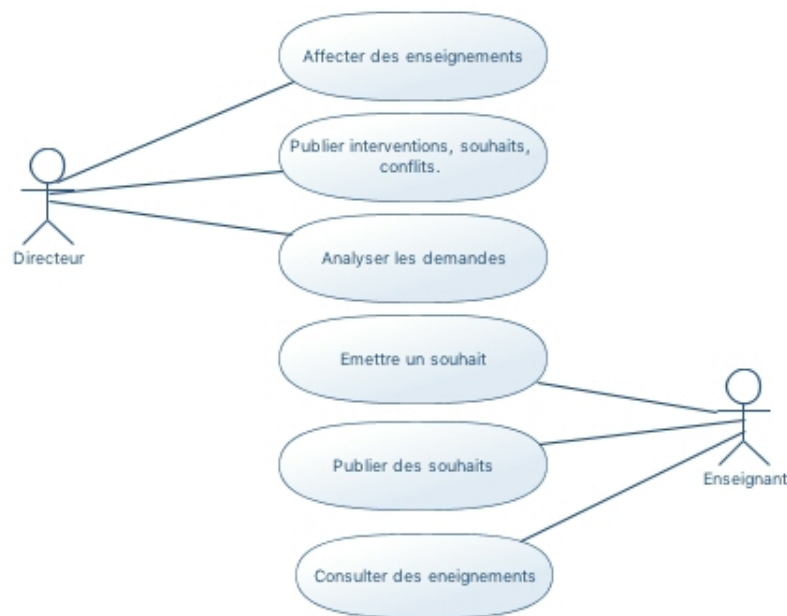 Affecter des enseignements
Publier interventions, souhaits,
conflits.
Directeur
Analyser les demandes
Emettre un souhait
Publier des souhaits
Enseignant
Consulter des eneignements